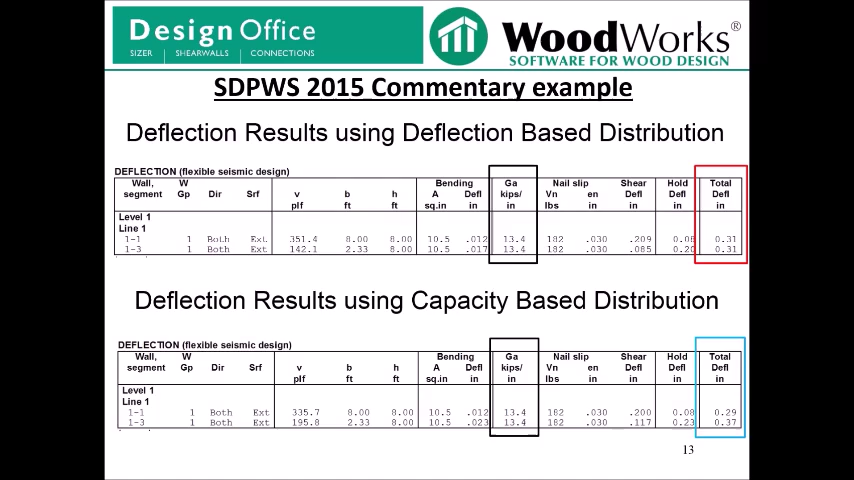 Design Office
SIZER | SHEARWALLS | CONNECTIONS
WoodWorks®
SOFTWARE FOR WOOD DESIGN
SDPWS 2015 Commentary example
Deflection Results using Deflection Based Distribution
DEFLECTION (flexible seismic design)
Wall, W Bending Ga Nail slip Shear Hold Total
segment Gp Dir Srf v b h A Defl kips/ Vn en Defl Defl Defl
plf ft ft sq.in in in lbs in in in in
Level 1
Line 1
1-1 1 Both Ext 351.4 8.00 8.00 10.5 .012 13.4 182 .030 .209 0.08 0.31
1-3 1 Both Ext 142.1 2.33 8.00 10.5 .017 13.4 182 .030 .085 0.20 0.31
Deflection Results using Capacity Based Distribution
DEFLECTION (flexible seismic design)
Wall, W Bending Ga Nail slip Shear Hold Total
segment Gp Dir Srf v b h A Defl kips/ Vn en Defl Defl Defl
plf ft ft sq.in in in lbs in in in in
Level 1
Line 1
1-1 1 Both Ext 335.7 8.00 8.00 10.5 .012 13.4 182 .030 .200 0.08 0.29
1-3 1 Both Ext 195.8 2.33 8.00 10.5 .023 13.4 182 .030 .117 0.23 0.37
13